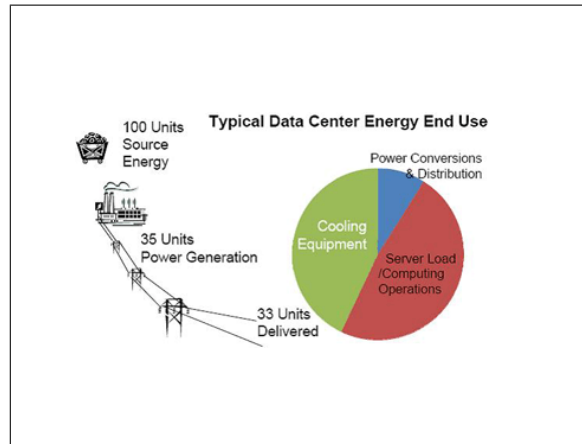 Typical Data Center Energy End Use
100 Units
Source
Energy
35 Units
Power Generation
33 Units
Delivered
Power Conversions
& Distribution
Cooling
Equipment
Server Load
/Computing
Operations